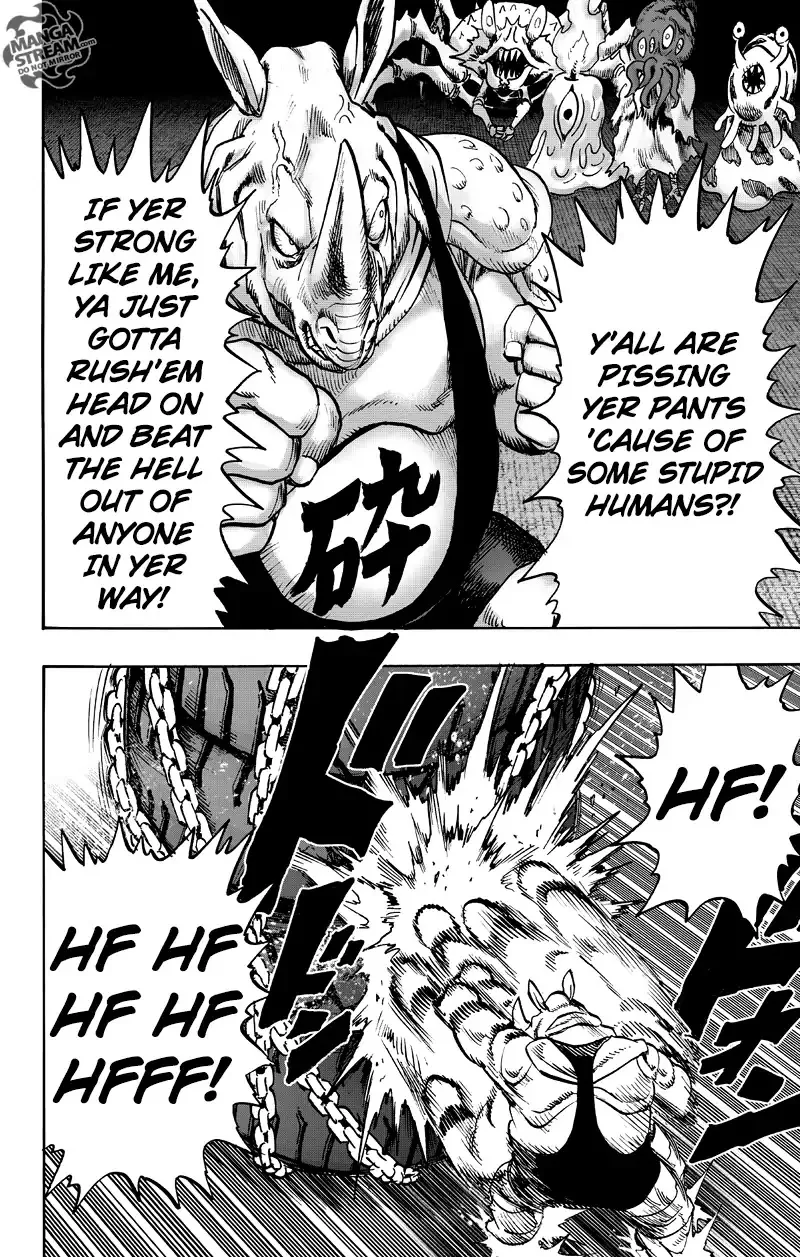 MANGA
STREAM.com
DO NOT MIRROR
Y'ALL ARE
PISSING
YER PANTS
'CAUSE OF
SOME STUPID
HUMANS?!
IF YER
STRONG
LIKE ME,
YA JUST
GOTTA
RUSH'EM
HEAD ON
AND BEAT
THE HELL
OUT OF
ANYONE
IN YER
WAY!
砕
HF!
ドドドッ
HF HF
HF HF
HFFF!